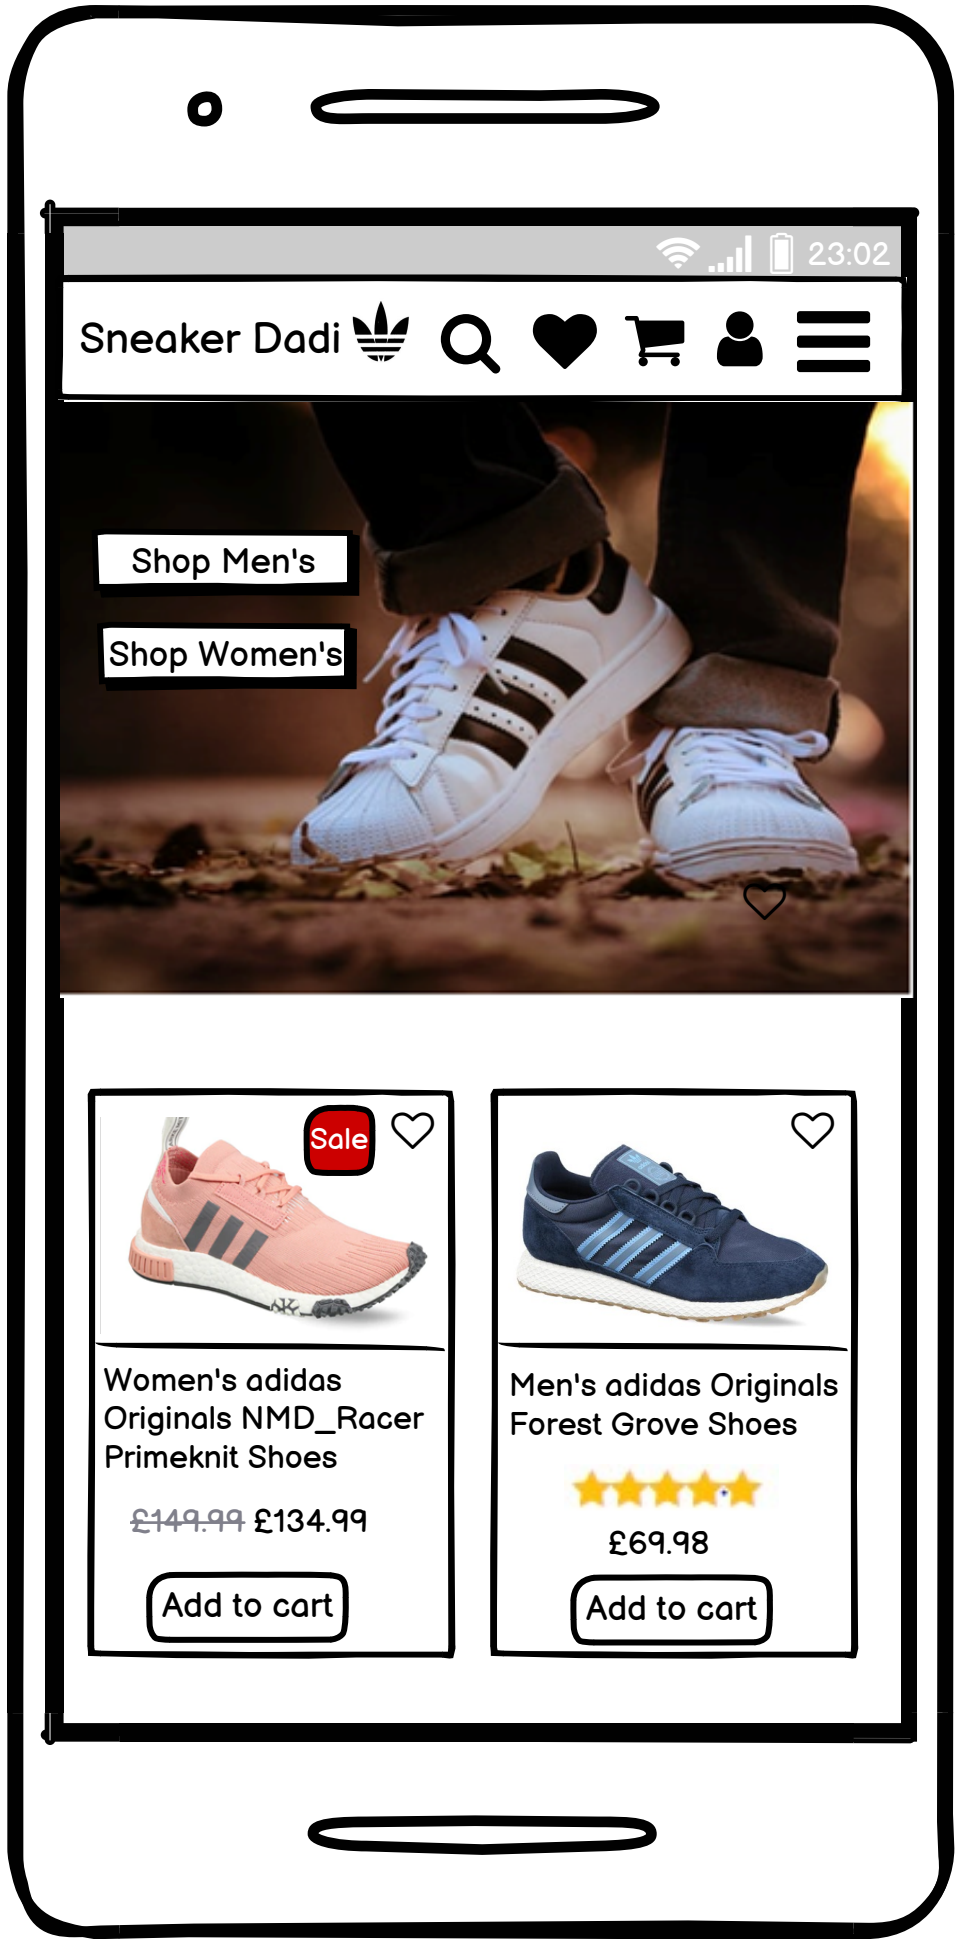 23:02
Sneaker Dadi
Shop Men's
Shop Women's
Sale
Women's adidas
Originals NMD_Racer
Primeknit Shoes
£149.99 £134.99
Add to cart
Men's adidas Originals
Forest Grove Shoes
£69.98
Add to cart